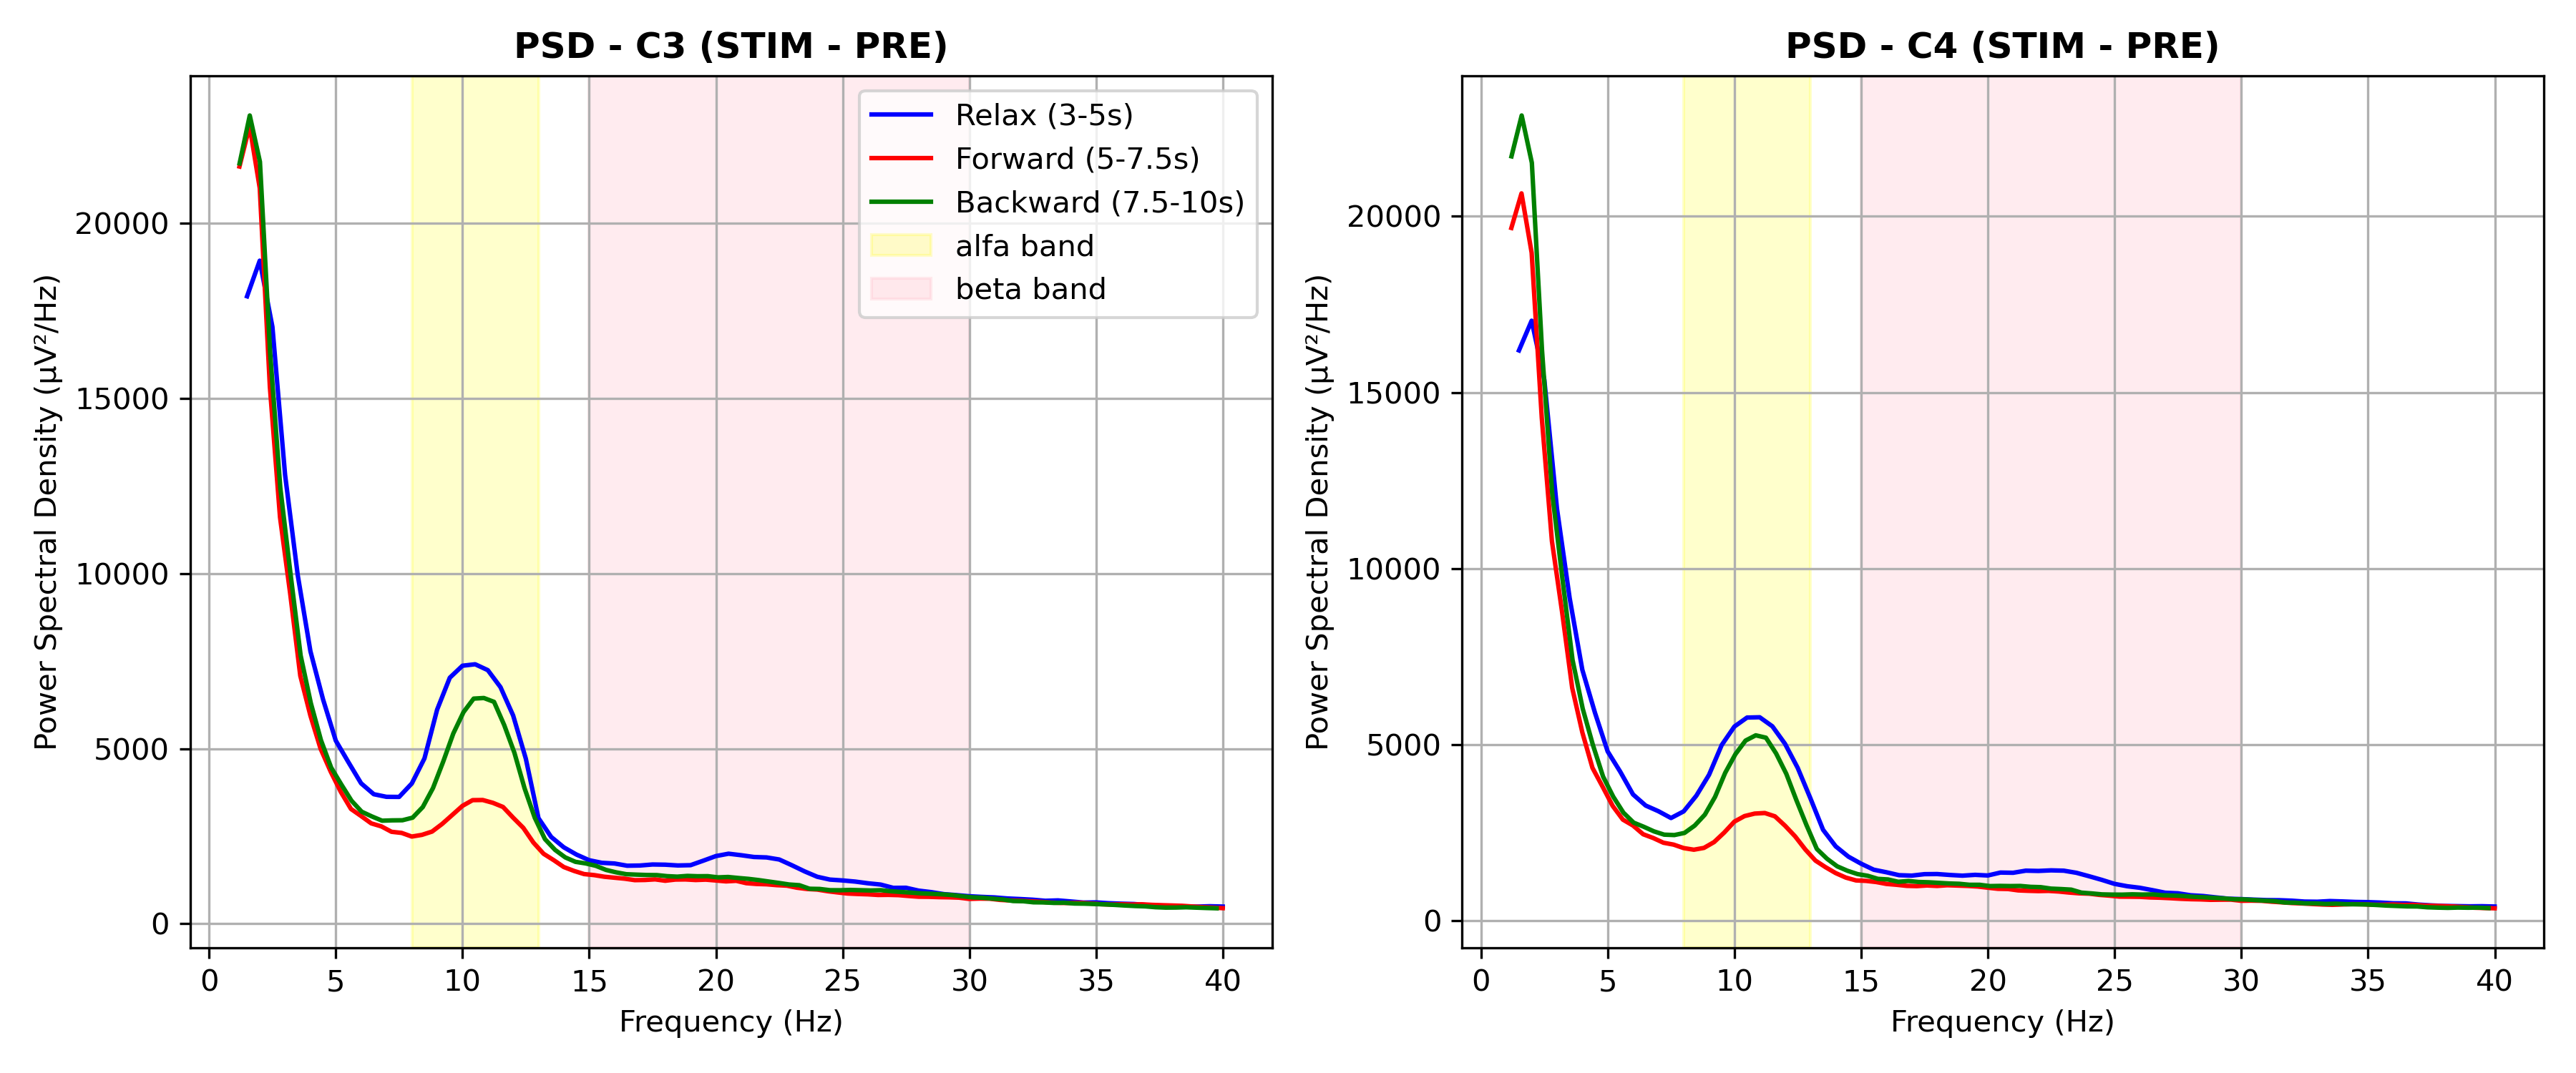 PSD - C3 (STIM - PRE)
Power Spectral Density (µV²/Hz)
20000
15000
10000
5000
0
0 5 10 15 20 25 30 35 40
Frequency (Hz)
Relax (3-5s)
Forward (5-7.5s)
Backward (7.5-10s)
alfa band
beta band
PSD - C4 (STIM - PRE)
Power Spectral Density (µV²/Hz)
20000
15000
10000
5000
0
0 5 10 15 20 25 30 35 40
Frequency (Hz)